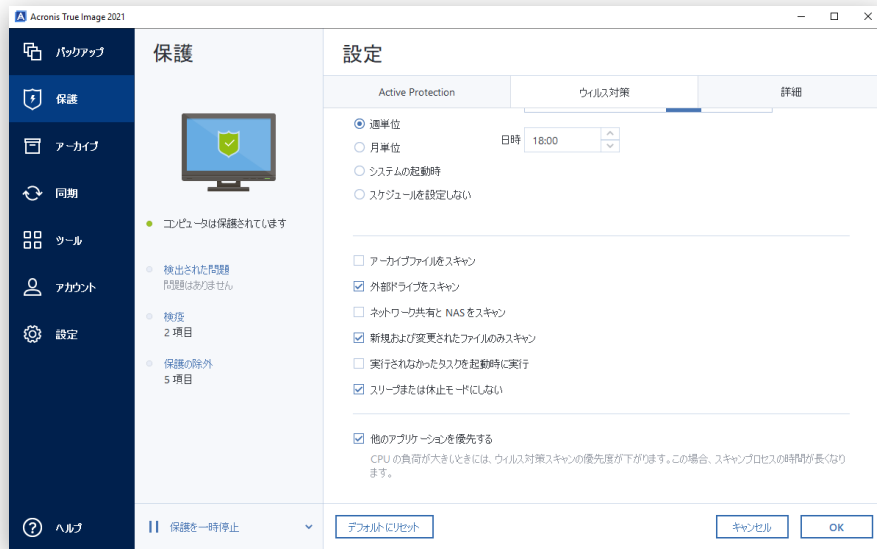 Acronis True Image 2021
バックアップ
保護
アーカイブ
同期
ツール
アカウント
設定
ヘルプ
保護
コンピュータは保護されています
検出された問題
問題はありません
検疫
2 項目
保護の除外
5 項目
保護を一時停止
設定
Active Protection
ウィルス対策
詳細
週単位
月単位
日時 18:00
システムの起動時
スケジュールを設定しない
アーカイブファイルをスキャン
外部ドライブをスキャン
ネットワーク共有と NAS をスキャン
新規および変更されたファイルのみスキャン
実行されなかったタスクを起動時に実行
スリープまたは休止モードにしない
他のアプリケーションを優先する
CPU の負荷が大きいときには、ウィルス対策スキャンの優先度が下がります。この場合、スキャンプロセスの時間が長くなり
ます。
デフォルトにリセット
キャンセル
OK